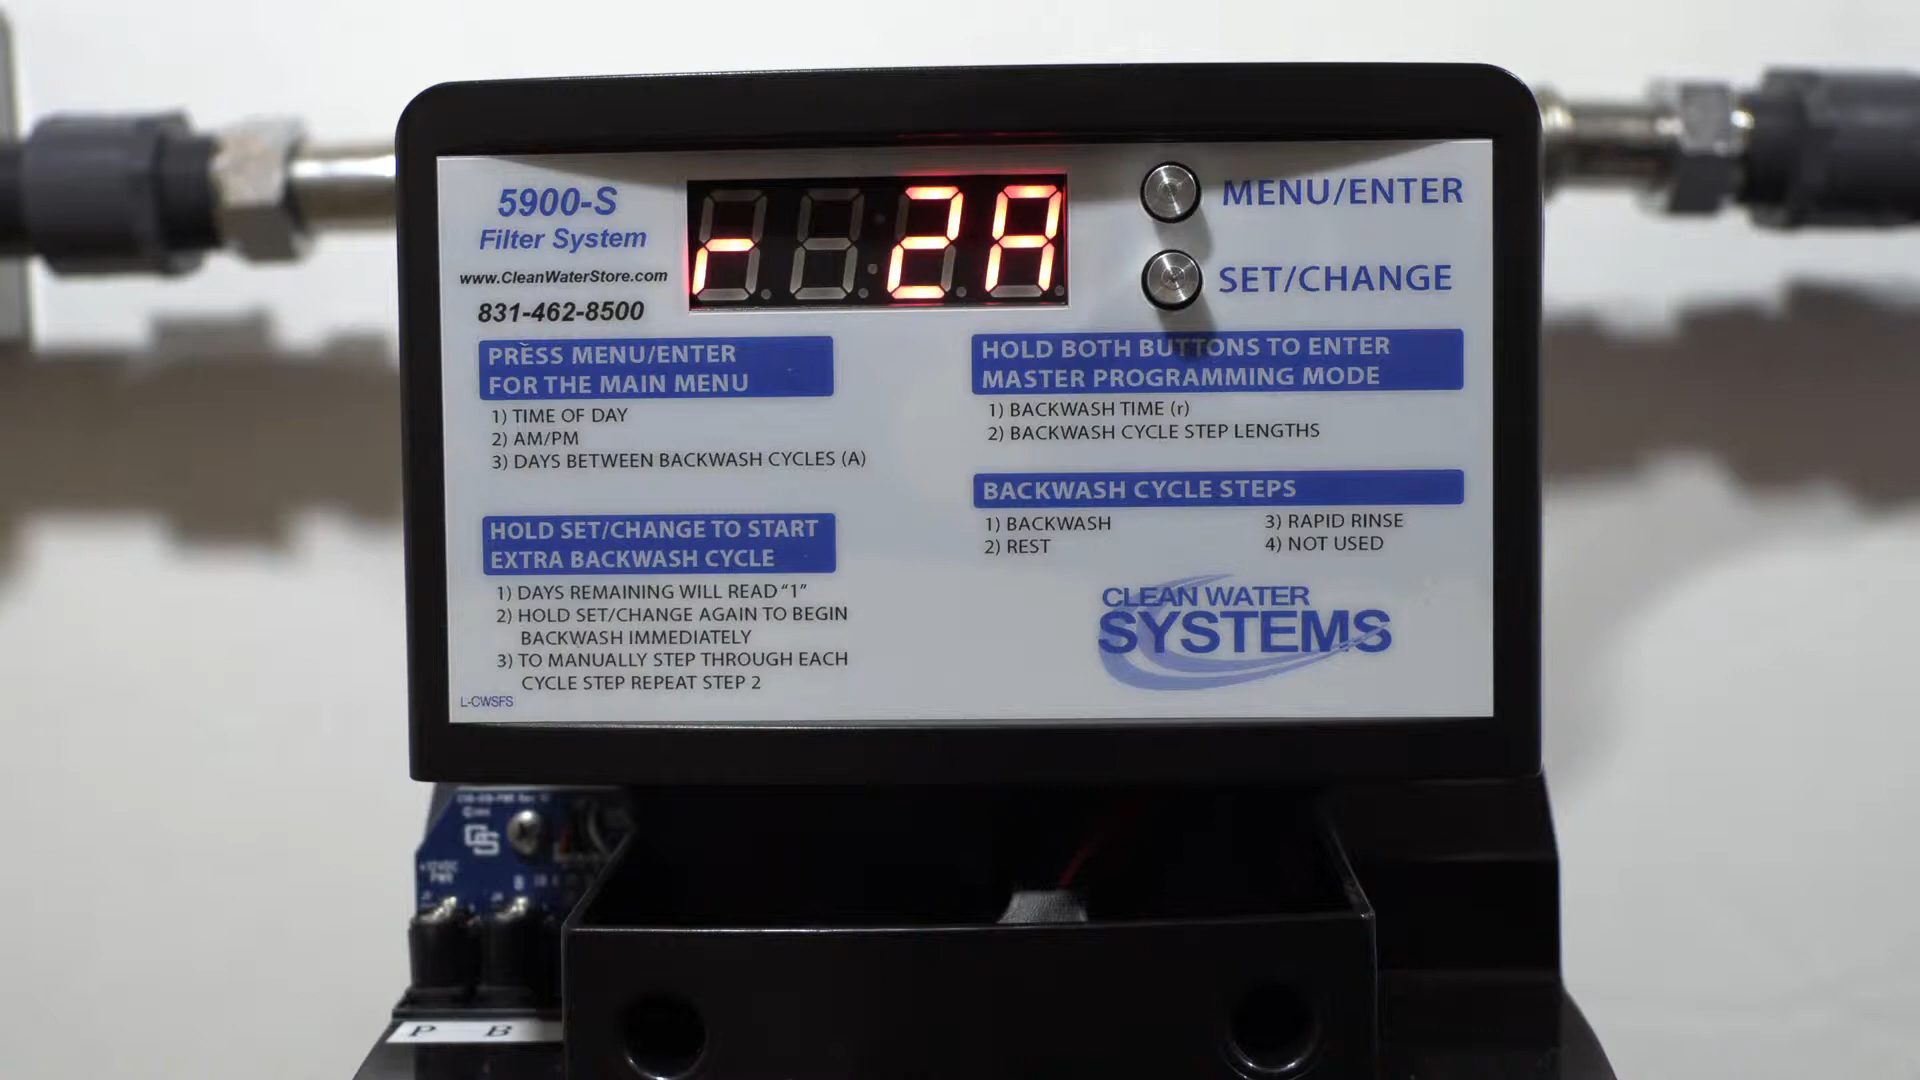 5900-S
Filter System
www.CleanWaterStore.com
831-462-8500
r 2A
MENU/ENTER
SET/CHANGE
PRESS MENU/ENTER
FOR THE MAIN MENU
1) TIME OF DAY
2) AM/PM
3) DAYS BETWEEN BACKWASH CYCLES (A)
HOLD SET/CHANGE TO START
EXTRA BACKWASH CYCLE
1) DAYS REMAINING WILL READ “1”
2) HOLD SET/CHANGE AGAIN TO BEGIN
BACKWASH IMMEDIATELY
3) TO MANUALLY STEP THROUGH EACH
CYCLE STEP REPEAT STEP 2
L-CWSFS
HOLD BOTH BUTTONS TO ENTER
MASTER PROGRAMMING MODE
1) BACKWASH TIME (r)
2) BACKWASH CYCLE STEP LENGTHS
BACKWASH CYCLE STEPS
1) BACKWASH
2) REST
3) RAPID RINSE
4) NOT USED
CLEAN WATER
SYSTEMS
P B